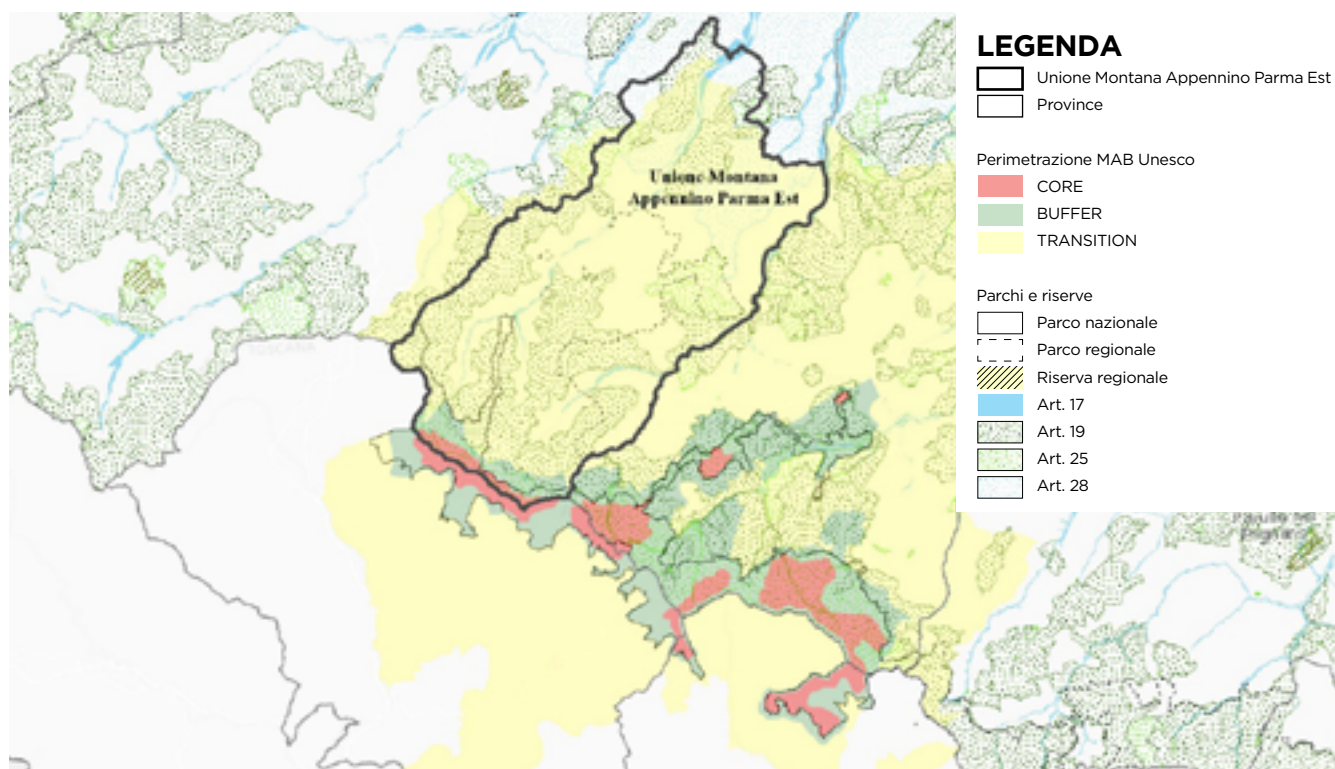 LEGENDA
Unione Montana Appennino Parma Est
Province
Perimetrazione MAB Unesco
CORE
BUFFER
TRANSITION
Parchi e riserve
Parco nazionale
Parco regionale
Riserva regionale
Art. 17
Art. 19
Art. 25
Art. 28
Unione Montana
Appennino Parma Est
TOSCANA